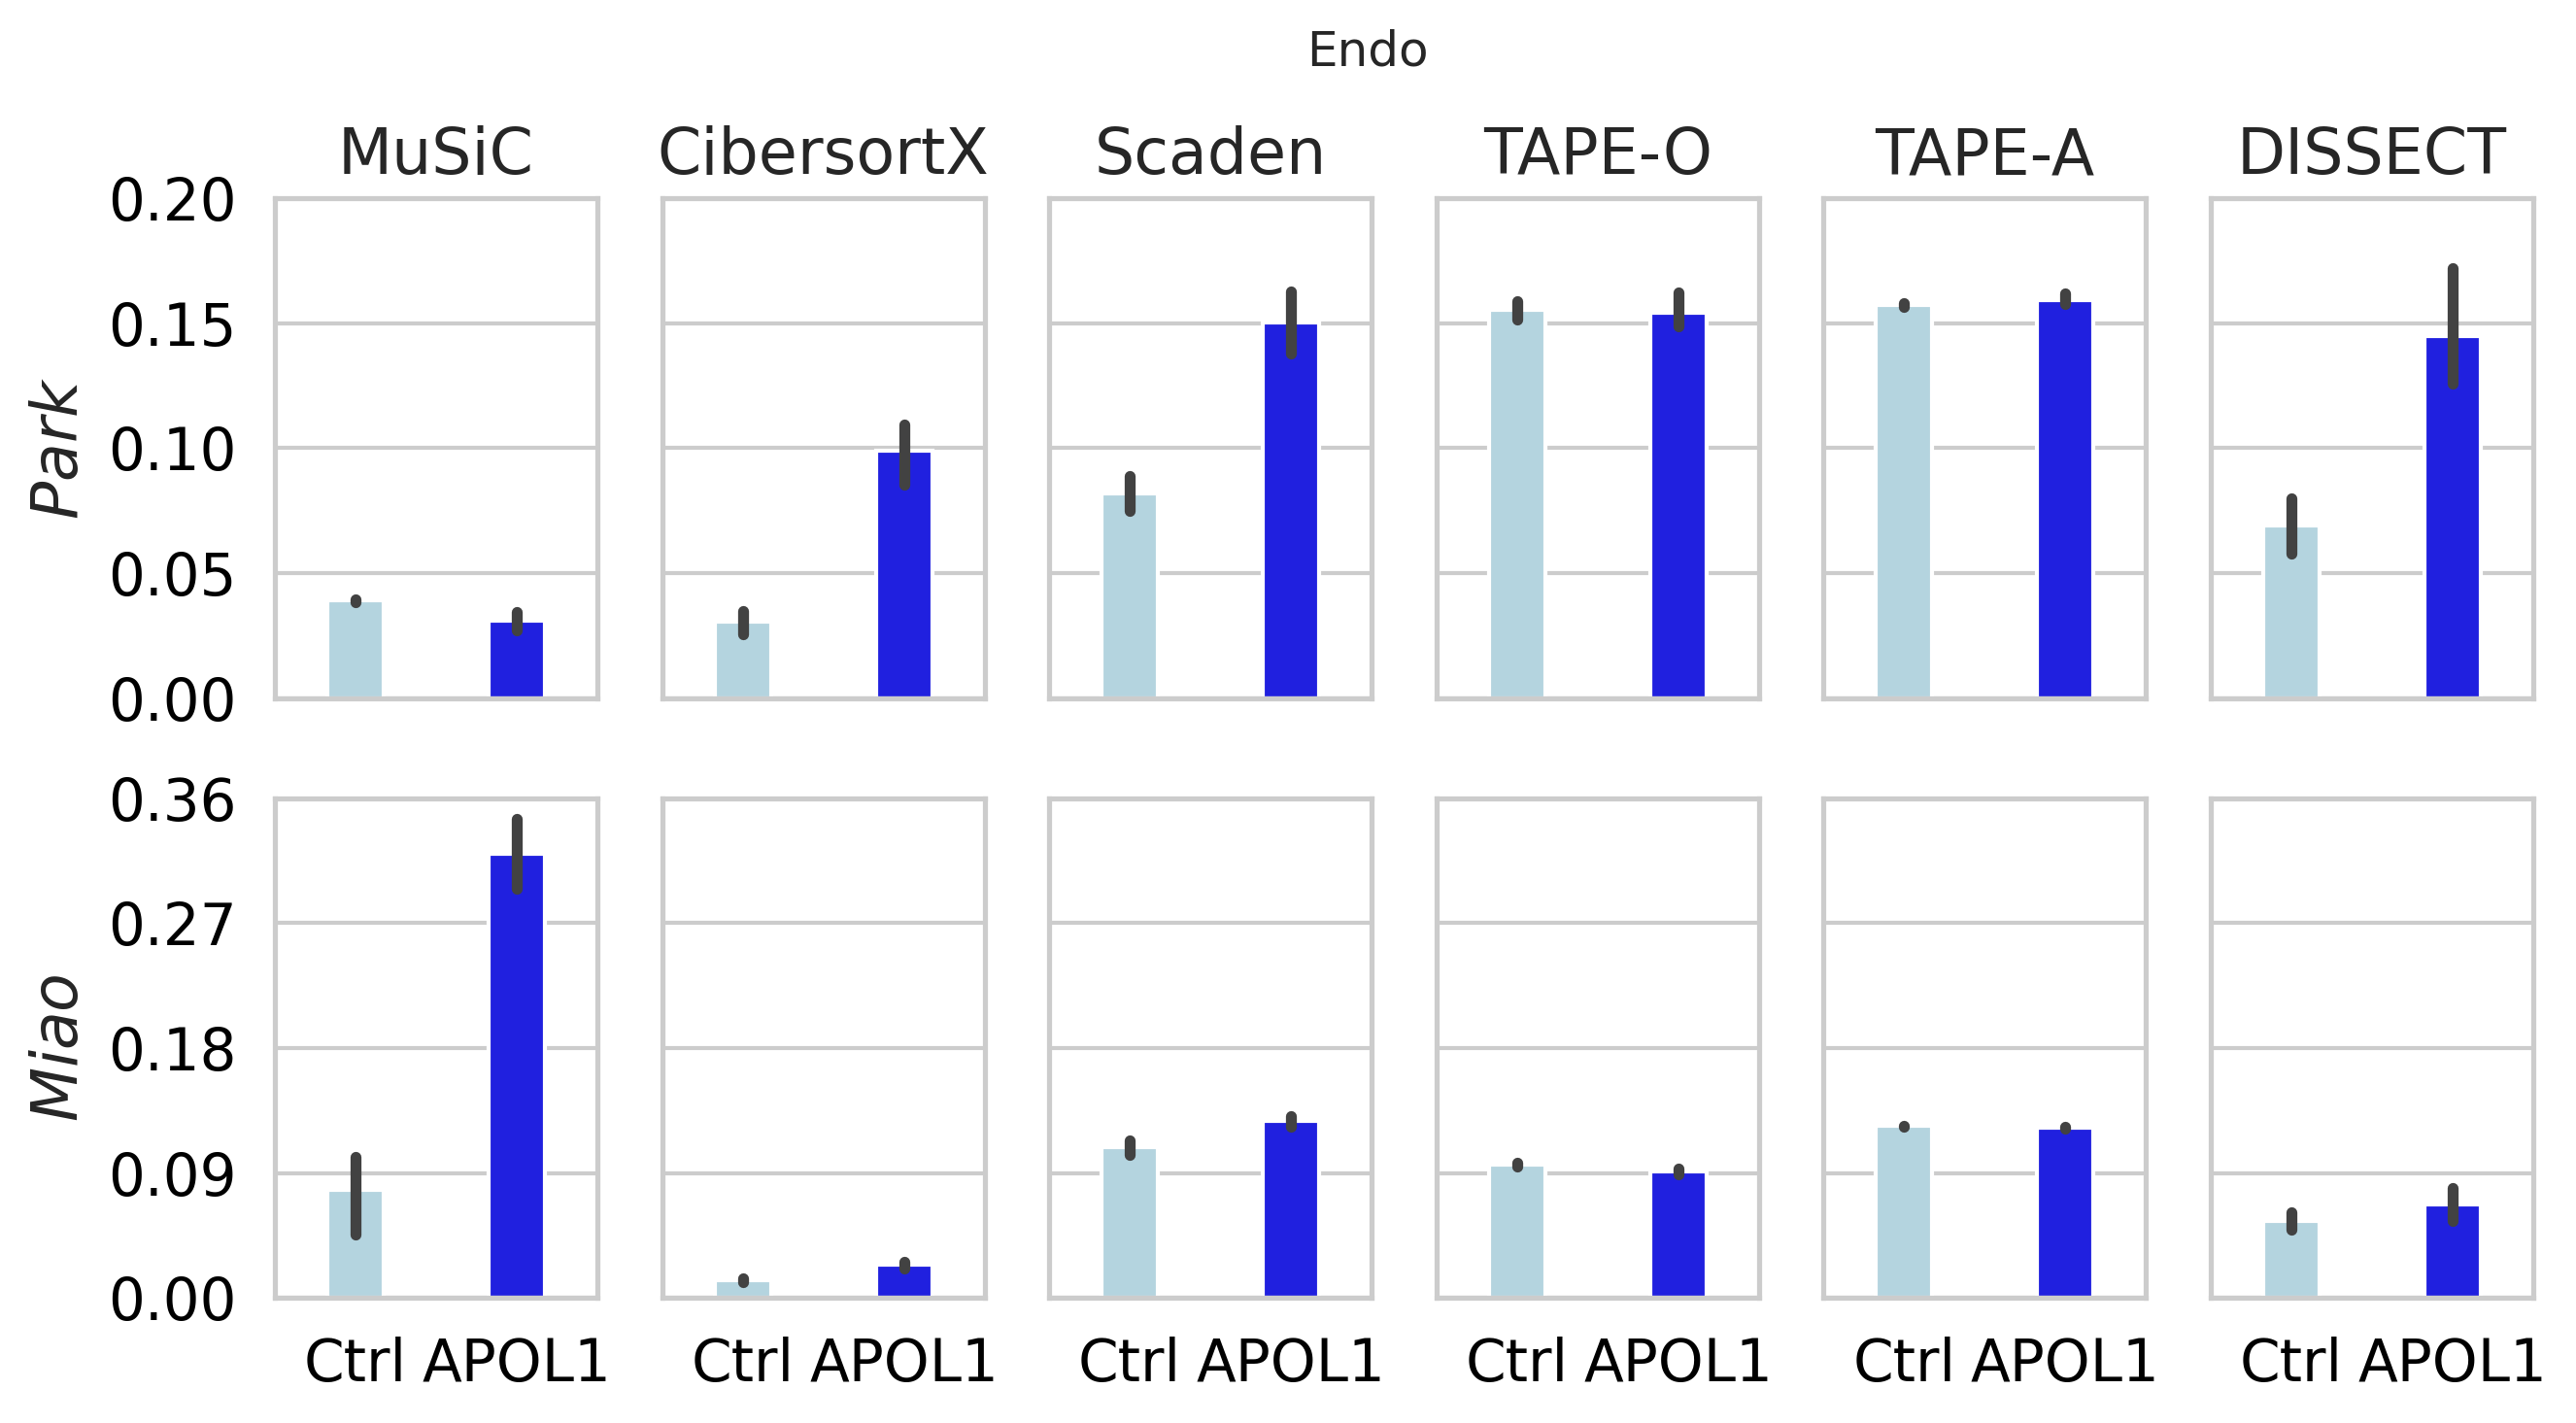 Endo
MuSiC CibersortX Scaden TAPE-O TAPE-A DISSECT
0.20
0.15
0.10
0.05
0.00
Park
0.36
0.27
0.18
0.09
0.00
Miao
Ctrl APOL1 Ctrl APOL1 Ctrl APOL1 Ctrl APOL1 Ctrl APOL1 Ctrl APOL1